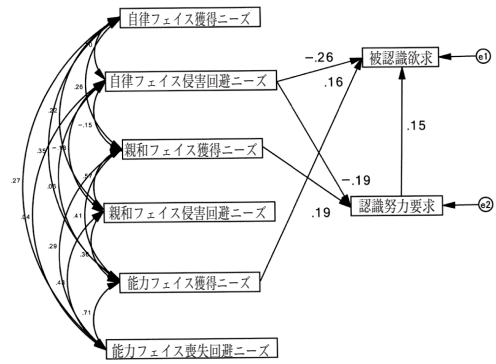 自律フェイス獲得ニーズ
自律フェイス侵害回避ニーズ
親和フェイス獲得ニーズ
親和フェイス侵害回避ニーズ
能力フェイス獲得ニーズ
能力フェイス喪失回避ニーズ
被認識欲求
e1
認識努力要求
e2
-.26
.16
.15
-.19
.19
.26
-.15
.22
.35
.27
.41
.29
.71